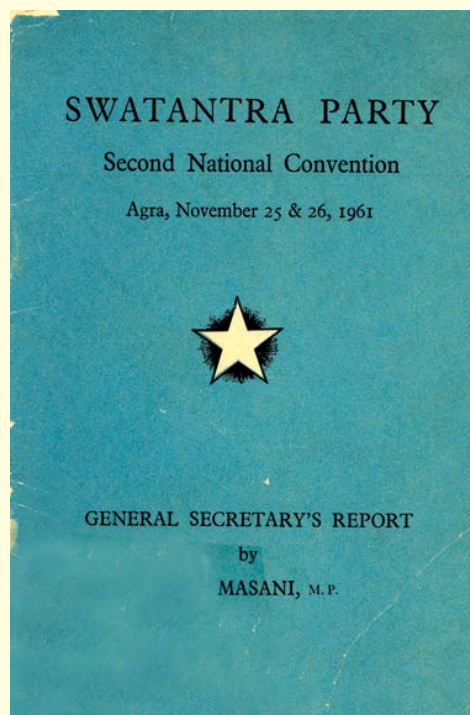 SWATANTRA PARTY
Second National Convention
Agra, November 25 & 26, 1961
GENERAL SECRETARY'S REPORT
by
MASANI, M. P.